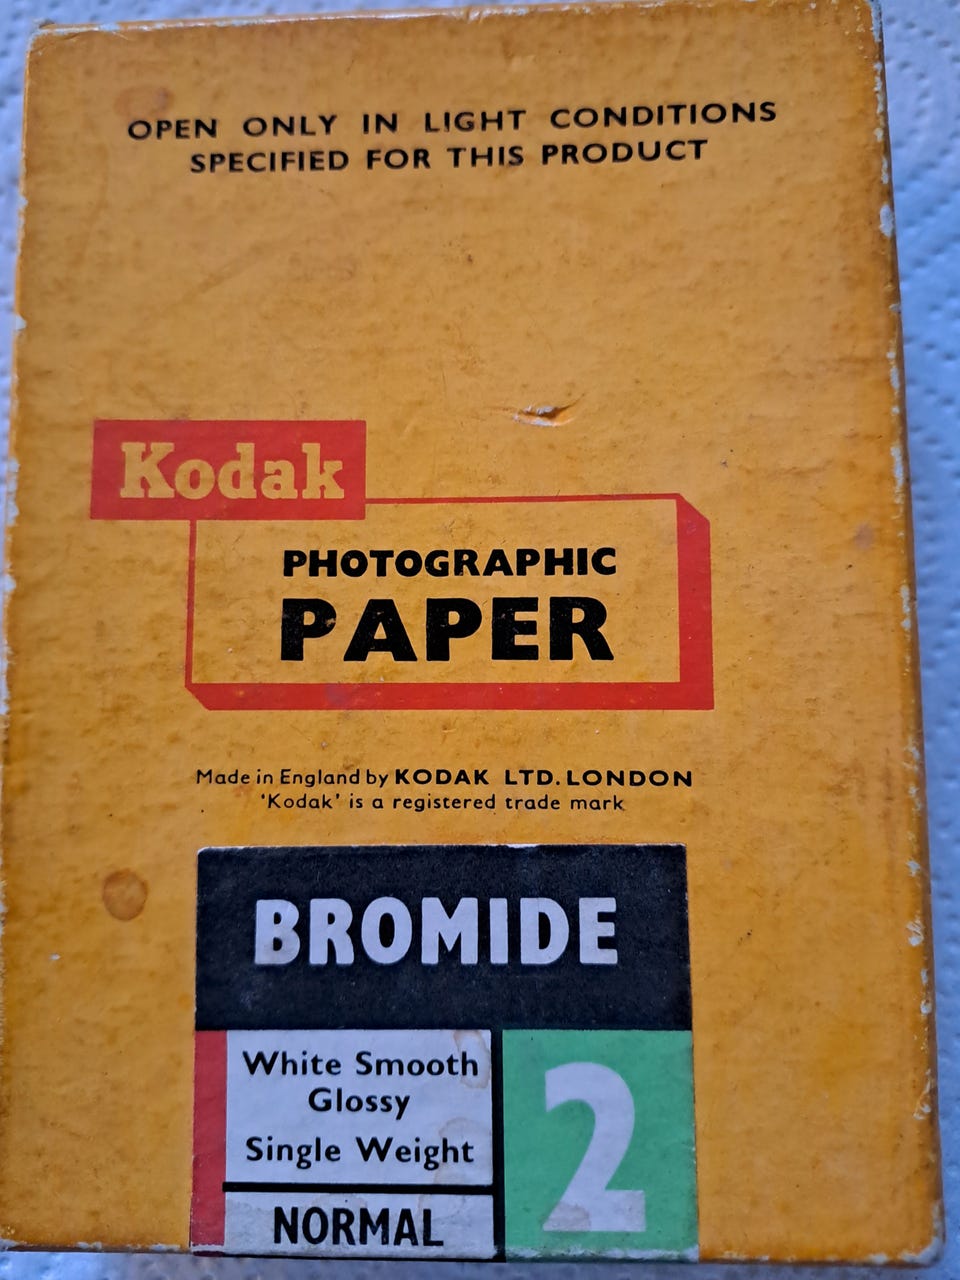 OPEN ONLY IN LIGHT CONDITIONS
SPECIFIED FOR THIS PRODUCT
Kodak
PHOTOGRAPHIC
PAPER
Made in England by KODAK LTD. LONDON
'Kodak' is a registered trade mark
BROMIDE
White Smooth
Glossy
Single Weight
NORMAL
2